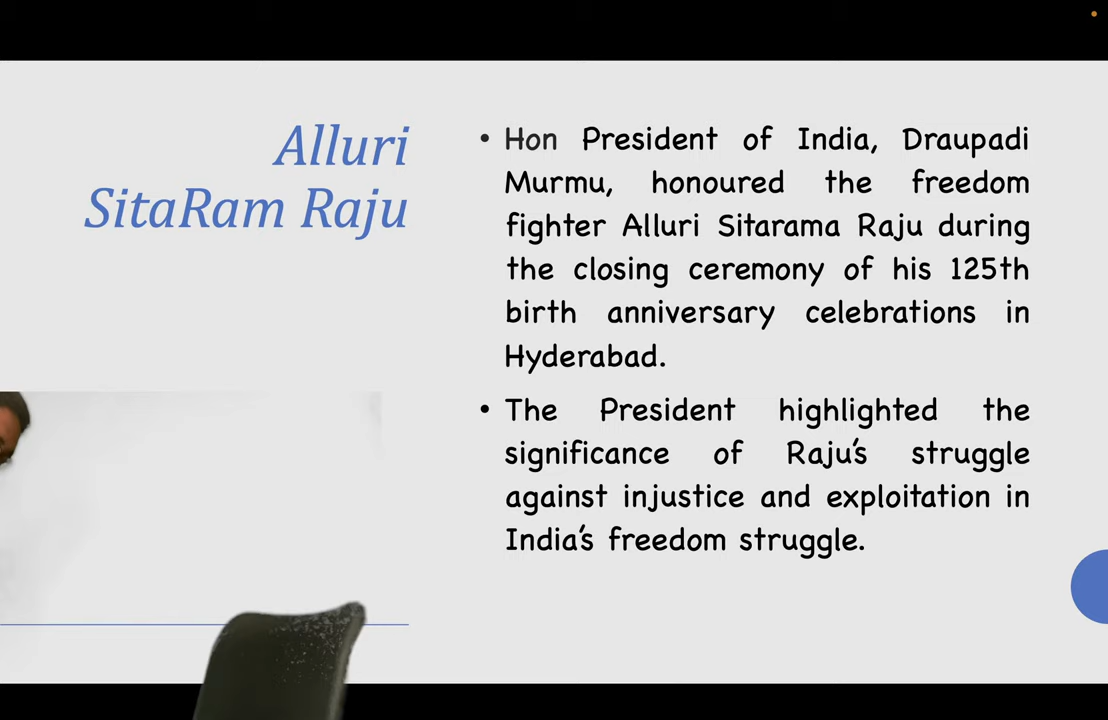 Alluri
SitaRam Raju
• Hon President of India, Draupadi
Murmu, honoured the freedom
fighter Alluri Sitarama Raju during
the closing ceremony of his 125th
birth anniversary celebrations in
Hyderabad.
• The President highlighted the
significance of Raju's struggle
against injustice and exploitation in
India's freedom struggle.